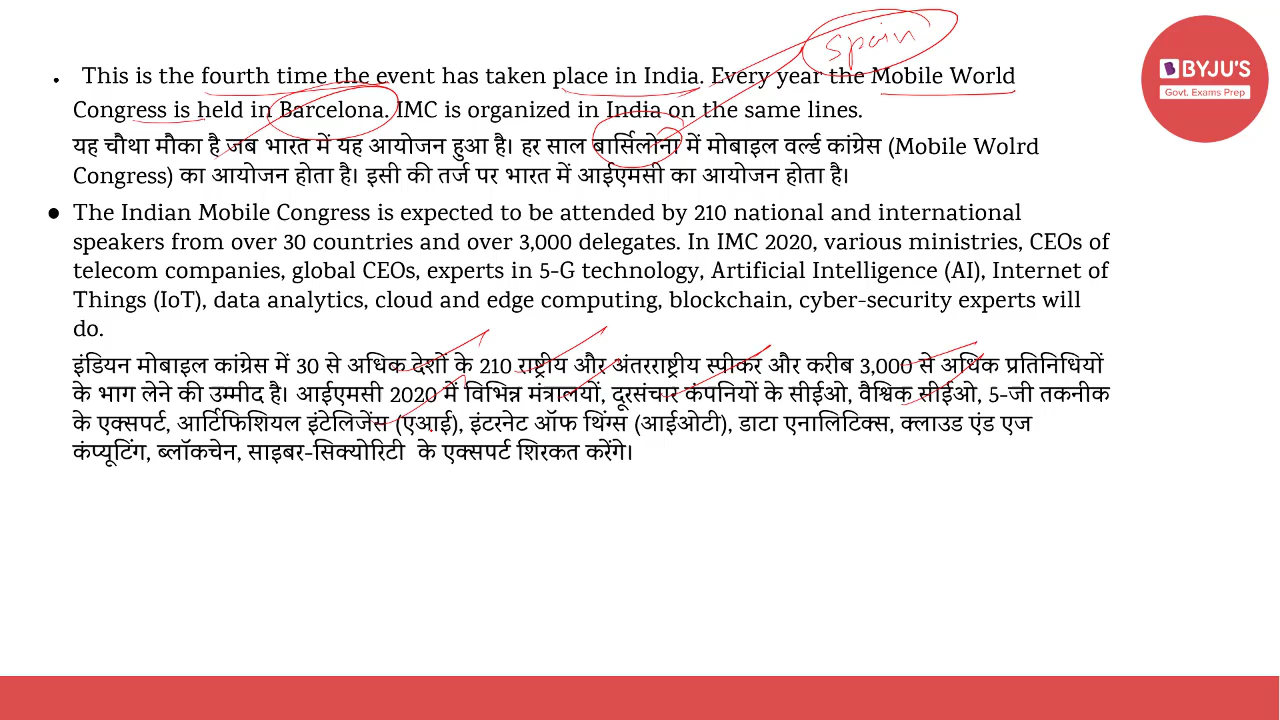 Spain
BYJU'S
Govt. Exams Prep
• This is the fourth time the event has taken place in India. Every year the Mobile World
Congress is held in Barcelona. IMC is organized in India on the same lines.
यह चौथा मौका है जब भारत में यह आयोजन हुआ है। हर साल बार्सिलोना में मोबाइल वर्ल्ड कांग्रेस (Mobile Wolrd
Congress) का आयोजन होता है। इसी की तर्ज पर भारत में आईएमसी का आयोजन होता है।
● The Indian Mobile Congress is expected to be attended by 210 national and international
speakers from over 30 countries and over 3,000 delegates. In IMC 2020, various ministries, CEOs of
telecom companies, global CEOs, experts in 5-G technology, Artificial Intelligence (AI), Internet of
Things (IoT), data analytics, cloud and edge computing, blockchain, cyber-security experts will
do.
इंडियन मोबाइल कांग्रेस में 30 से अधिक देशों के 210 राष्ट्रीय और अंतरराष्ट्रीय स्पीकर और करीब 3,000 से अधिक प्रतिनिधियों
के भाग लेने की उम्मीद है। आईएमसी 2020 में विभिन्न मंत्रालयों, दूरसंचार कंपनियों के सीईओ, वैश्विक सीईओ, 5-जी तकनीक
के एक्सपर्ट, आर्टिफिशियल इंटेलिजेंस (एआई), इंटरनेट ऑफ थिंग्स (आईओटी), डाटा एनालिटिक्स, क्लाउड एंड एज
कंप्यूटिंग, ब्लॉकचेन, साइबर-सिक्योरिटी के एक्सपर्ट शिरकत करेंगे।